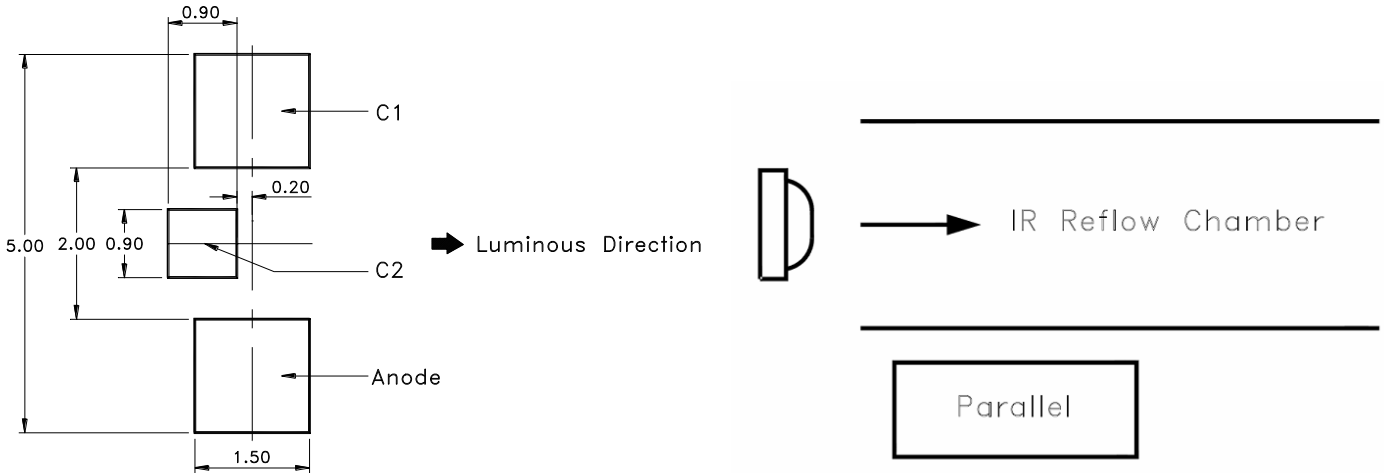 0.90
C1
0.20
5.00 2.00 0.90
Luminous Direction
C2
Anode
1.50
IR Reflow Chamber
Parallel